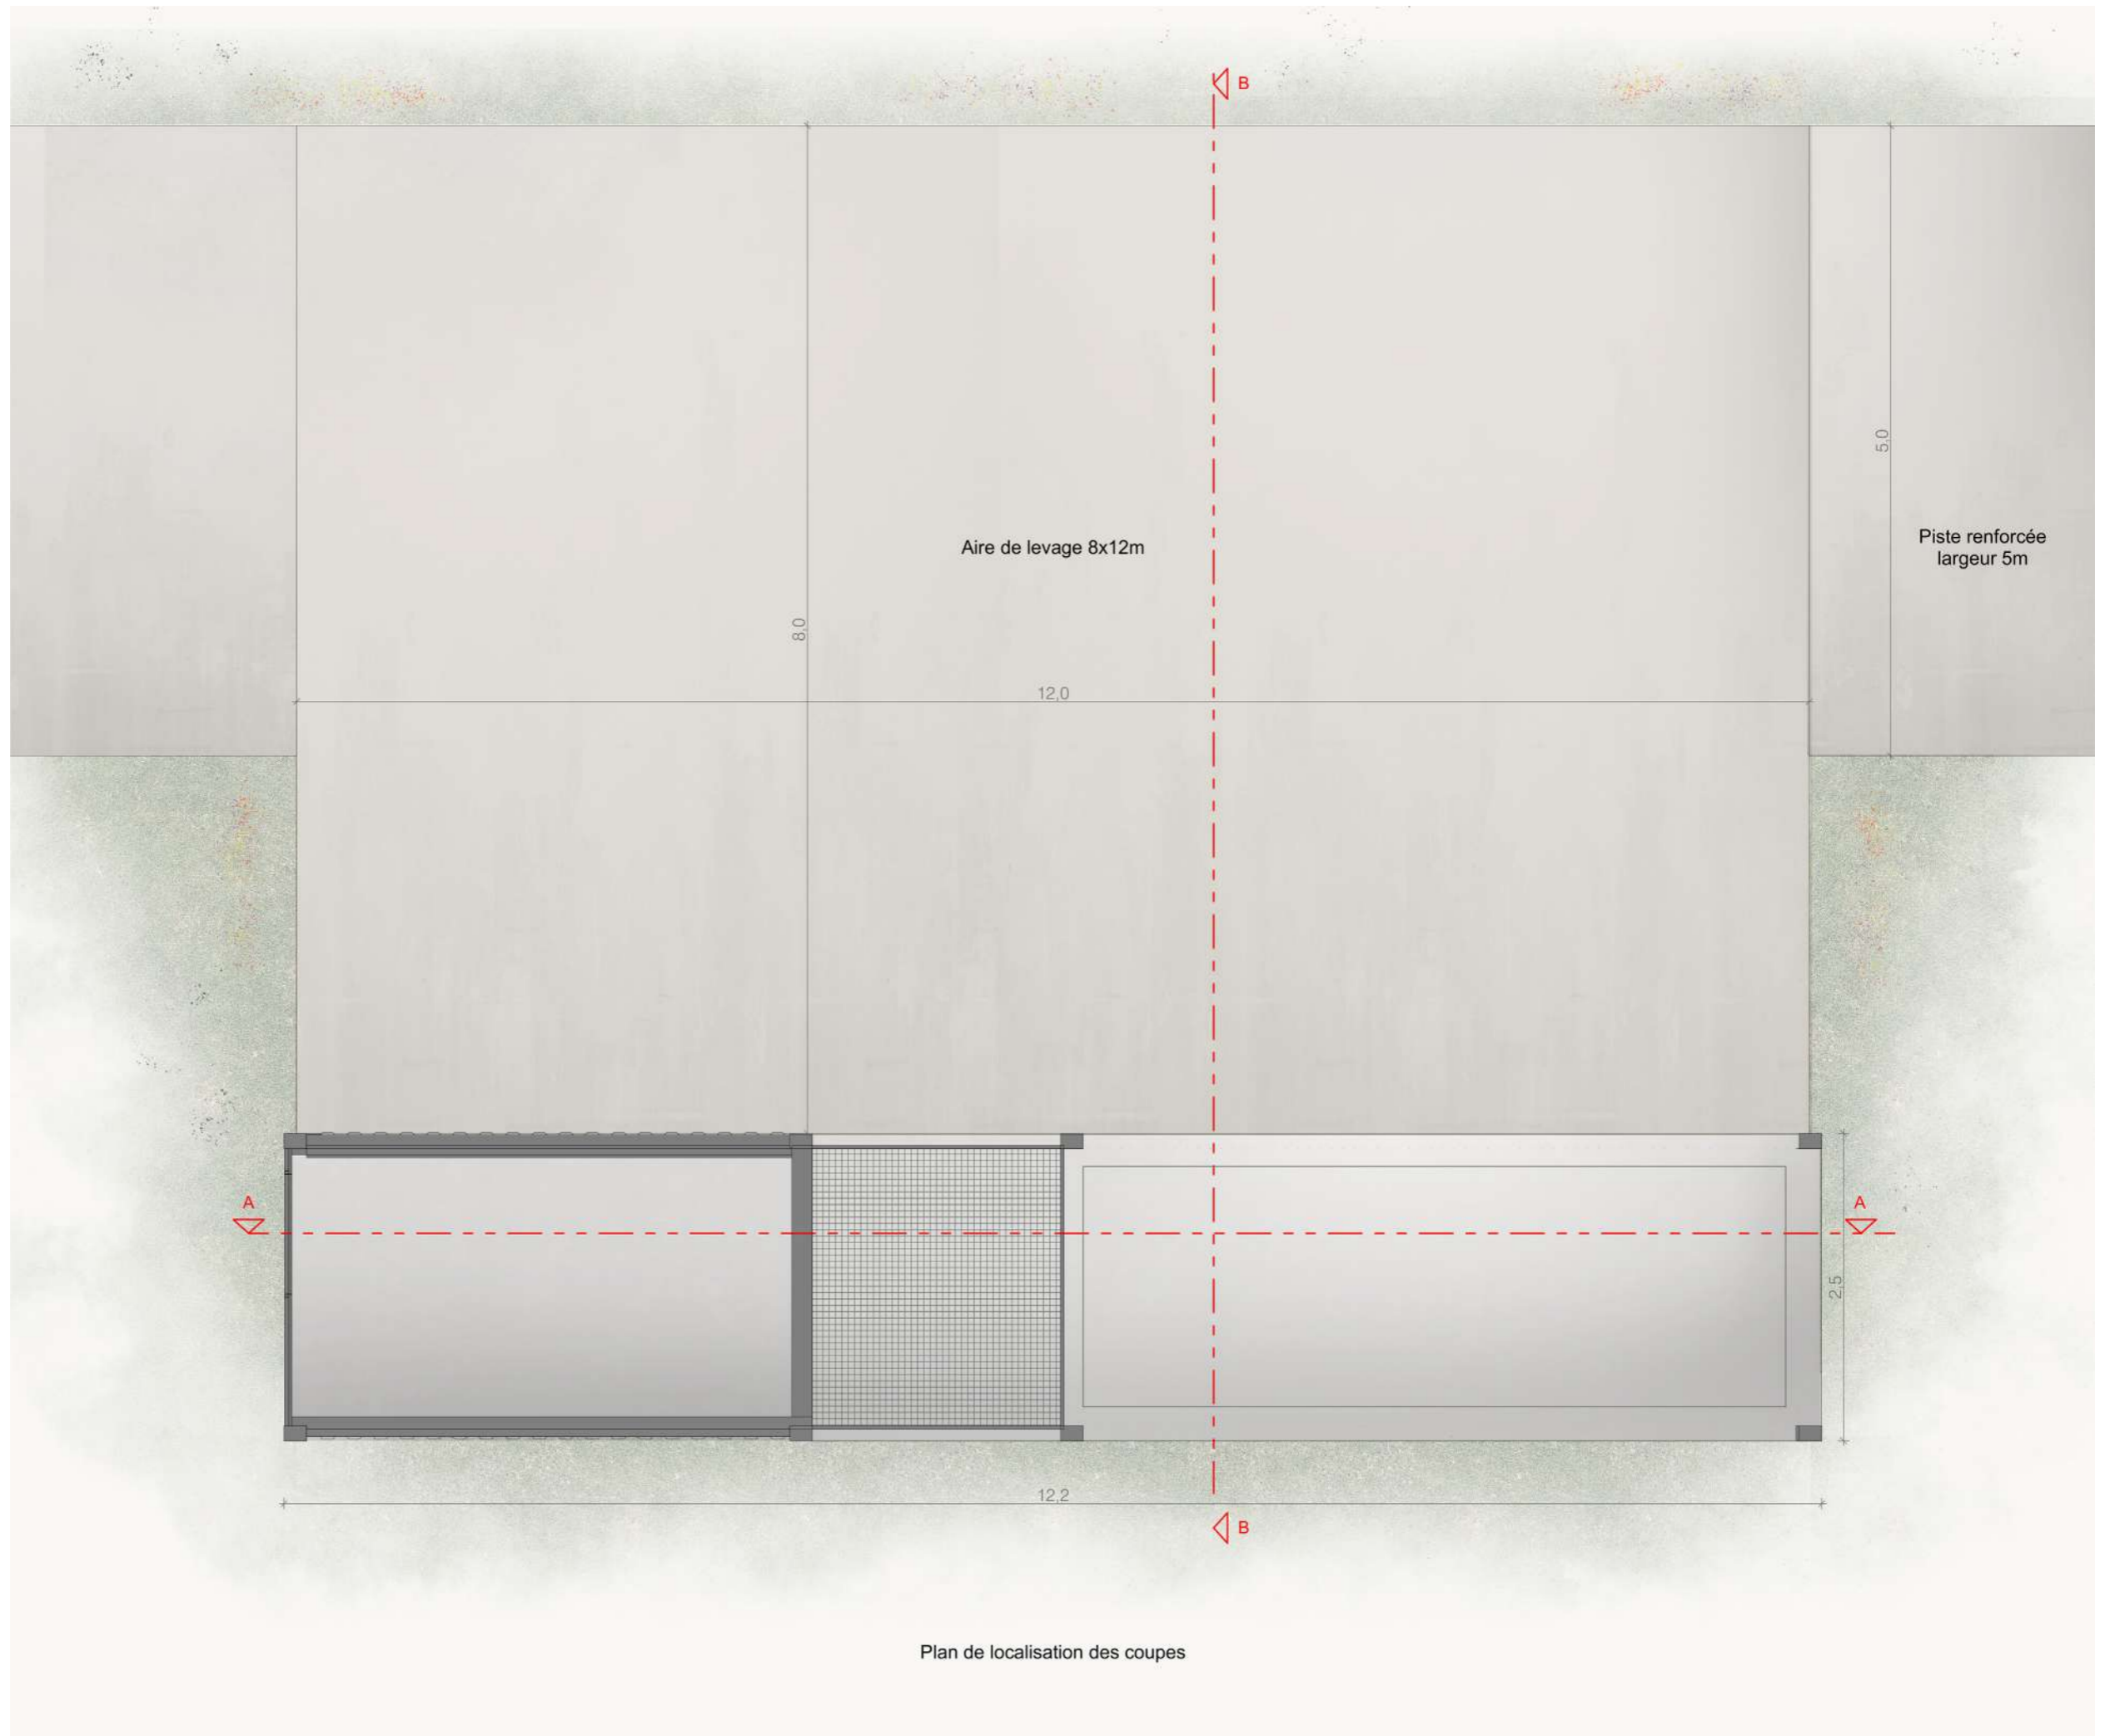 B
5,0
Piste renforcée
largeur 5m
Aire de levage 8x12m
8,0
12,0
A
A
2,5
12,2
B
Plan de localisation des coupes